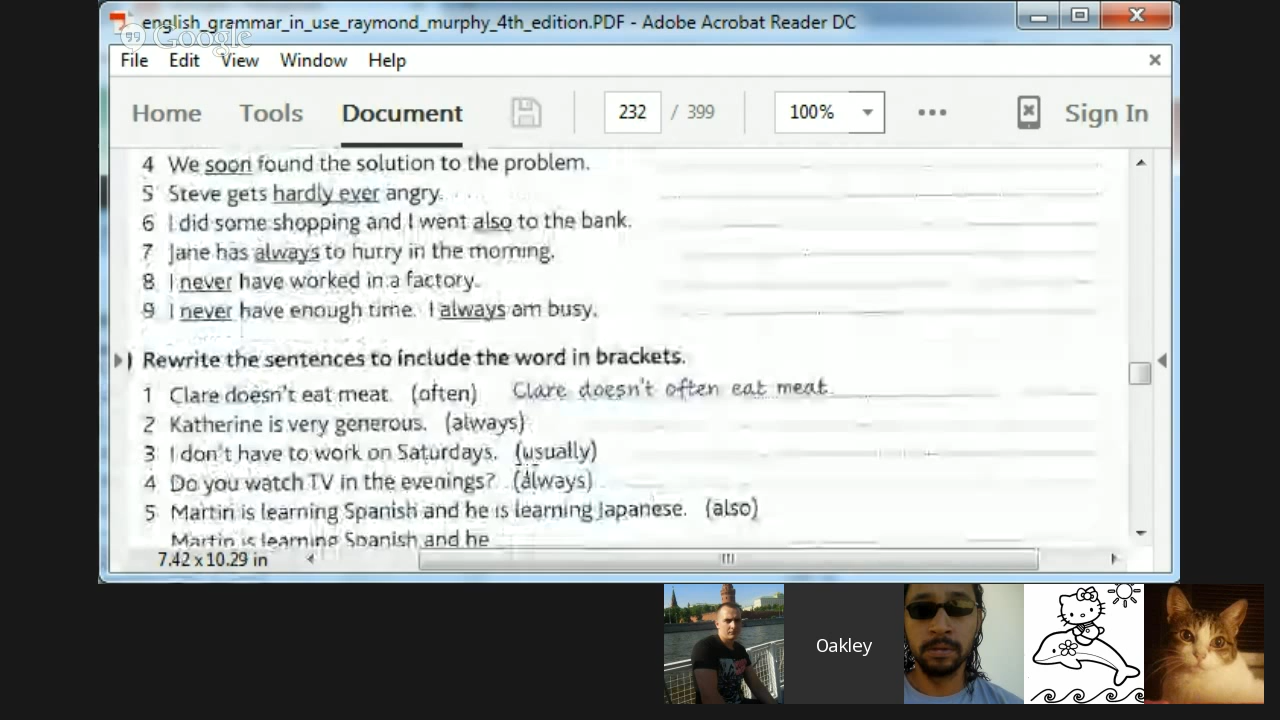 english_grammar_in_use_raymond_murphy_4th_edition.PDF - Adobe Acrobat Reader DC
Google
File Edit View Window Help
Home Tools Document 232 / 399 100% Sign In
4 We soon found the solution to the problem.
5 Steve gets hardly ever angry.
6 I did some shopping and I went also to the bank.
7 Jane has always to hurry in the morning.
8 I never have worked in a factory.
9 I never have enough time. I always am busy.
Rewrite the sentences to include the word in brackets.
1 Clare doesn't eat meat. (often) Clare doesn't often eat meat.
2 Katherine is very generous. (always)
3 I don't have to work on Saturdays. (usually)
4 Do you watch TV in the evenings? (always)
5 Martin is learning Spanish and he is learning Japanese. (also)
Martin is learning Spanish and he
7.42 x 10.29 in
Oakley